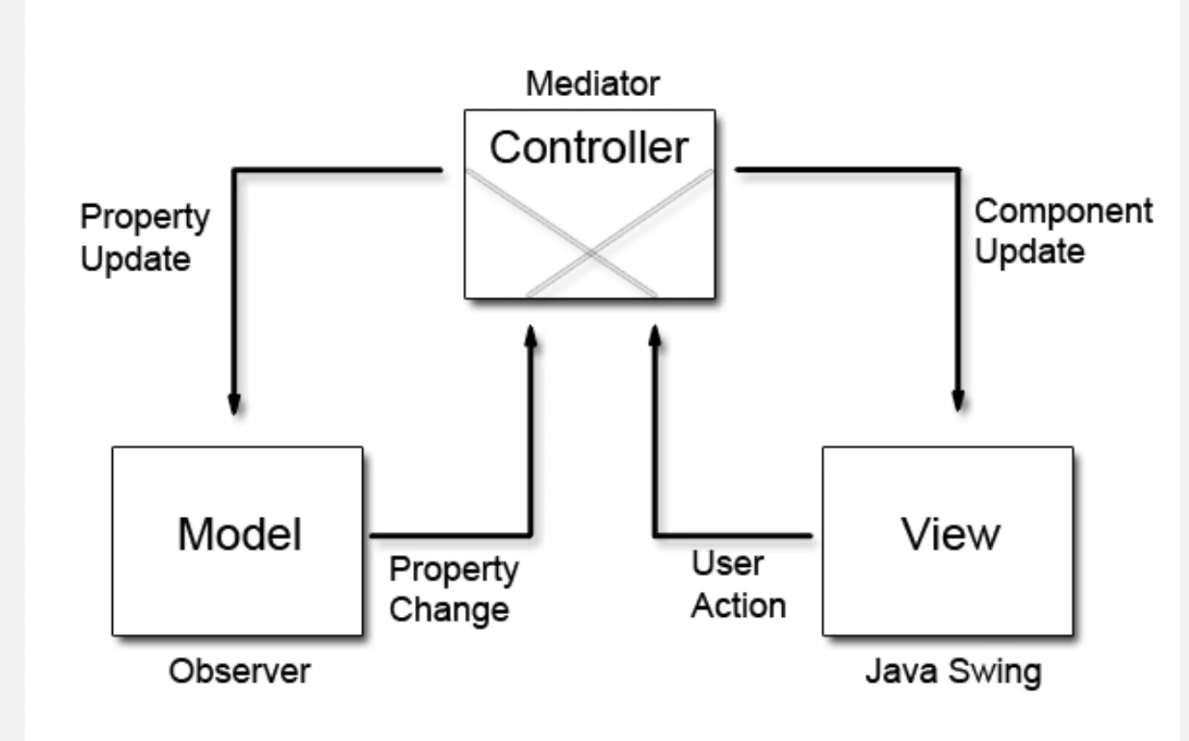 Mediator
Controller
Property
Update
Component
Update
Model
Property
Change
User
Action
View
Observer
Java Swing